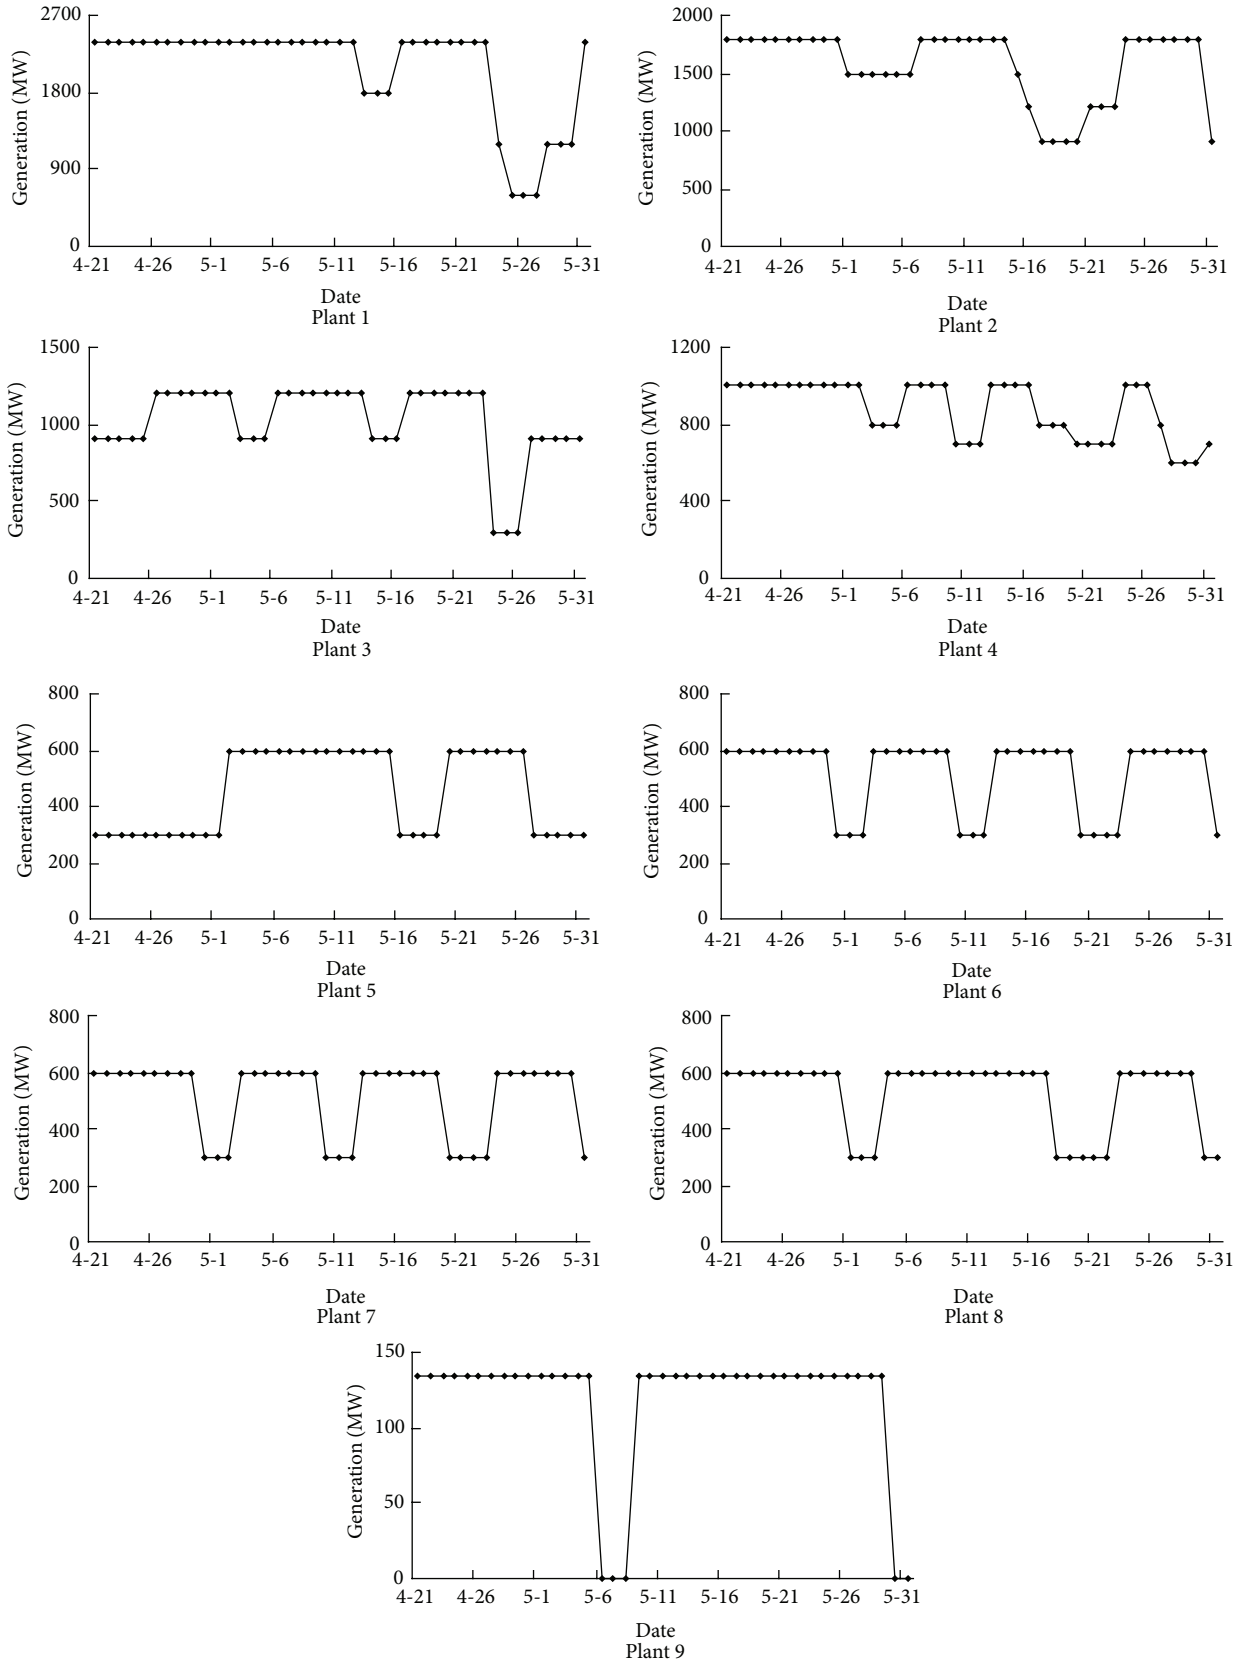 Generation (MW)
2700
1800
900
0
4-21 4-26 5-1 5-6 5-11 5-16 5-21 5-26 5-31
Date
Plant 1
Generation (MW)
2000
1500
1000
500
0
4-21 4-26 5-1 5-6 5-11 5-16 5-21 5-26 5-31
Date
Plant 2
Generation (MW)
1500
1000
500
0
4-21 4-26 5-1 5-6 5-11 5-16 5-21 5-26 5-31
Date
Plant 3
Generation (MW)
1200
800
400
0
4-21 4-26 5-1 5-6 5-11 5-16 5-21 5-26 5-31
Date
Plant 4
Generation (MW)
800
600
400
200
0
4-21 4-26 5-1 5-6 5-11 5-16 5-21 5-26 5-31
Date
Plant 5
Generation (MW)
800
600
400
200
0
4-21 4-26 5-1 5-6 5-11 5-16 5-21 5-26 5-31
Date
Plant 6
Generation (MW)
800
600
400
200
0
4-21 4-26 5-1 5-6 5-11 5-16 5-21 5-26 5-31
Date
Plant 7
Generation (MW)
800
600
400
200
0
4-21 4-26 5-1 5-6 5-11 5-16 5-21 5-26 5-31
Date
Plant 8
Generation (MW)
150
100
50
0
4-21 4-26 5-1 5-6 5-11 5-16 5-21 5-26 5-31
Date
Plant 9